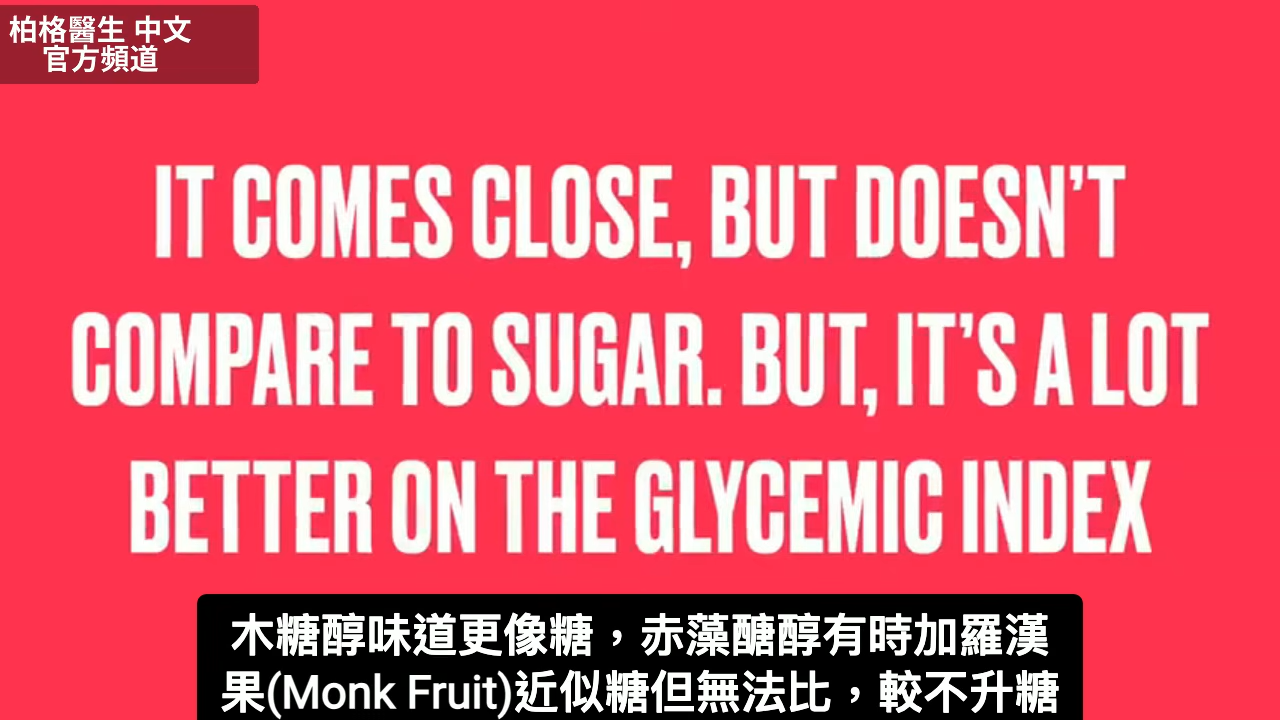 柏格醫生 中文
官方頻道
IT COMES CLOSE, BUT DOESN'T
COMPARE TO SUGAR. BUT, IT'S A LOT
BETTER ON THE GLYCEMIC INDEX
木糖醇味道更像糖，赤藻醣醇有時加羅漢
果(Monk Fruit)近似糖但無法比，較不升糖